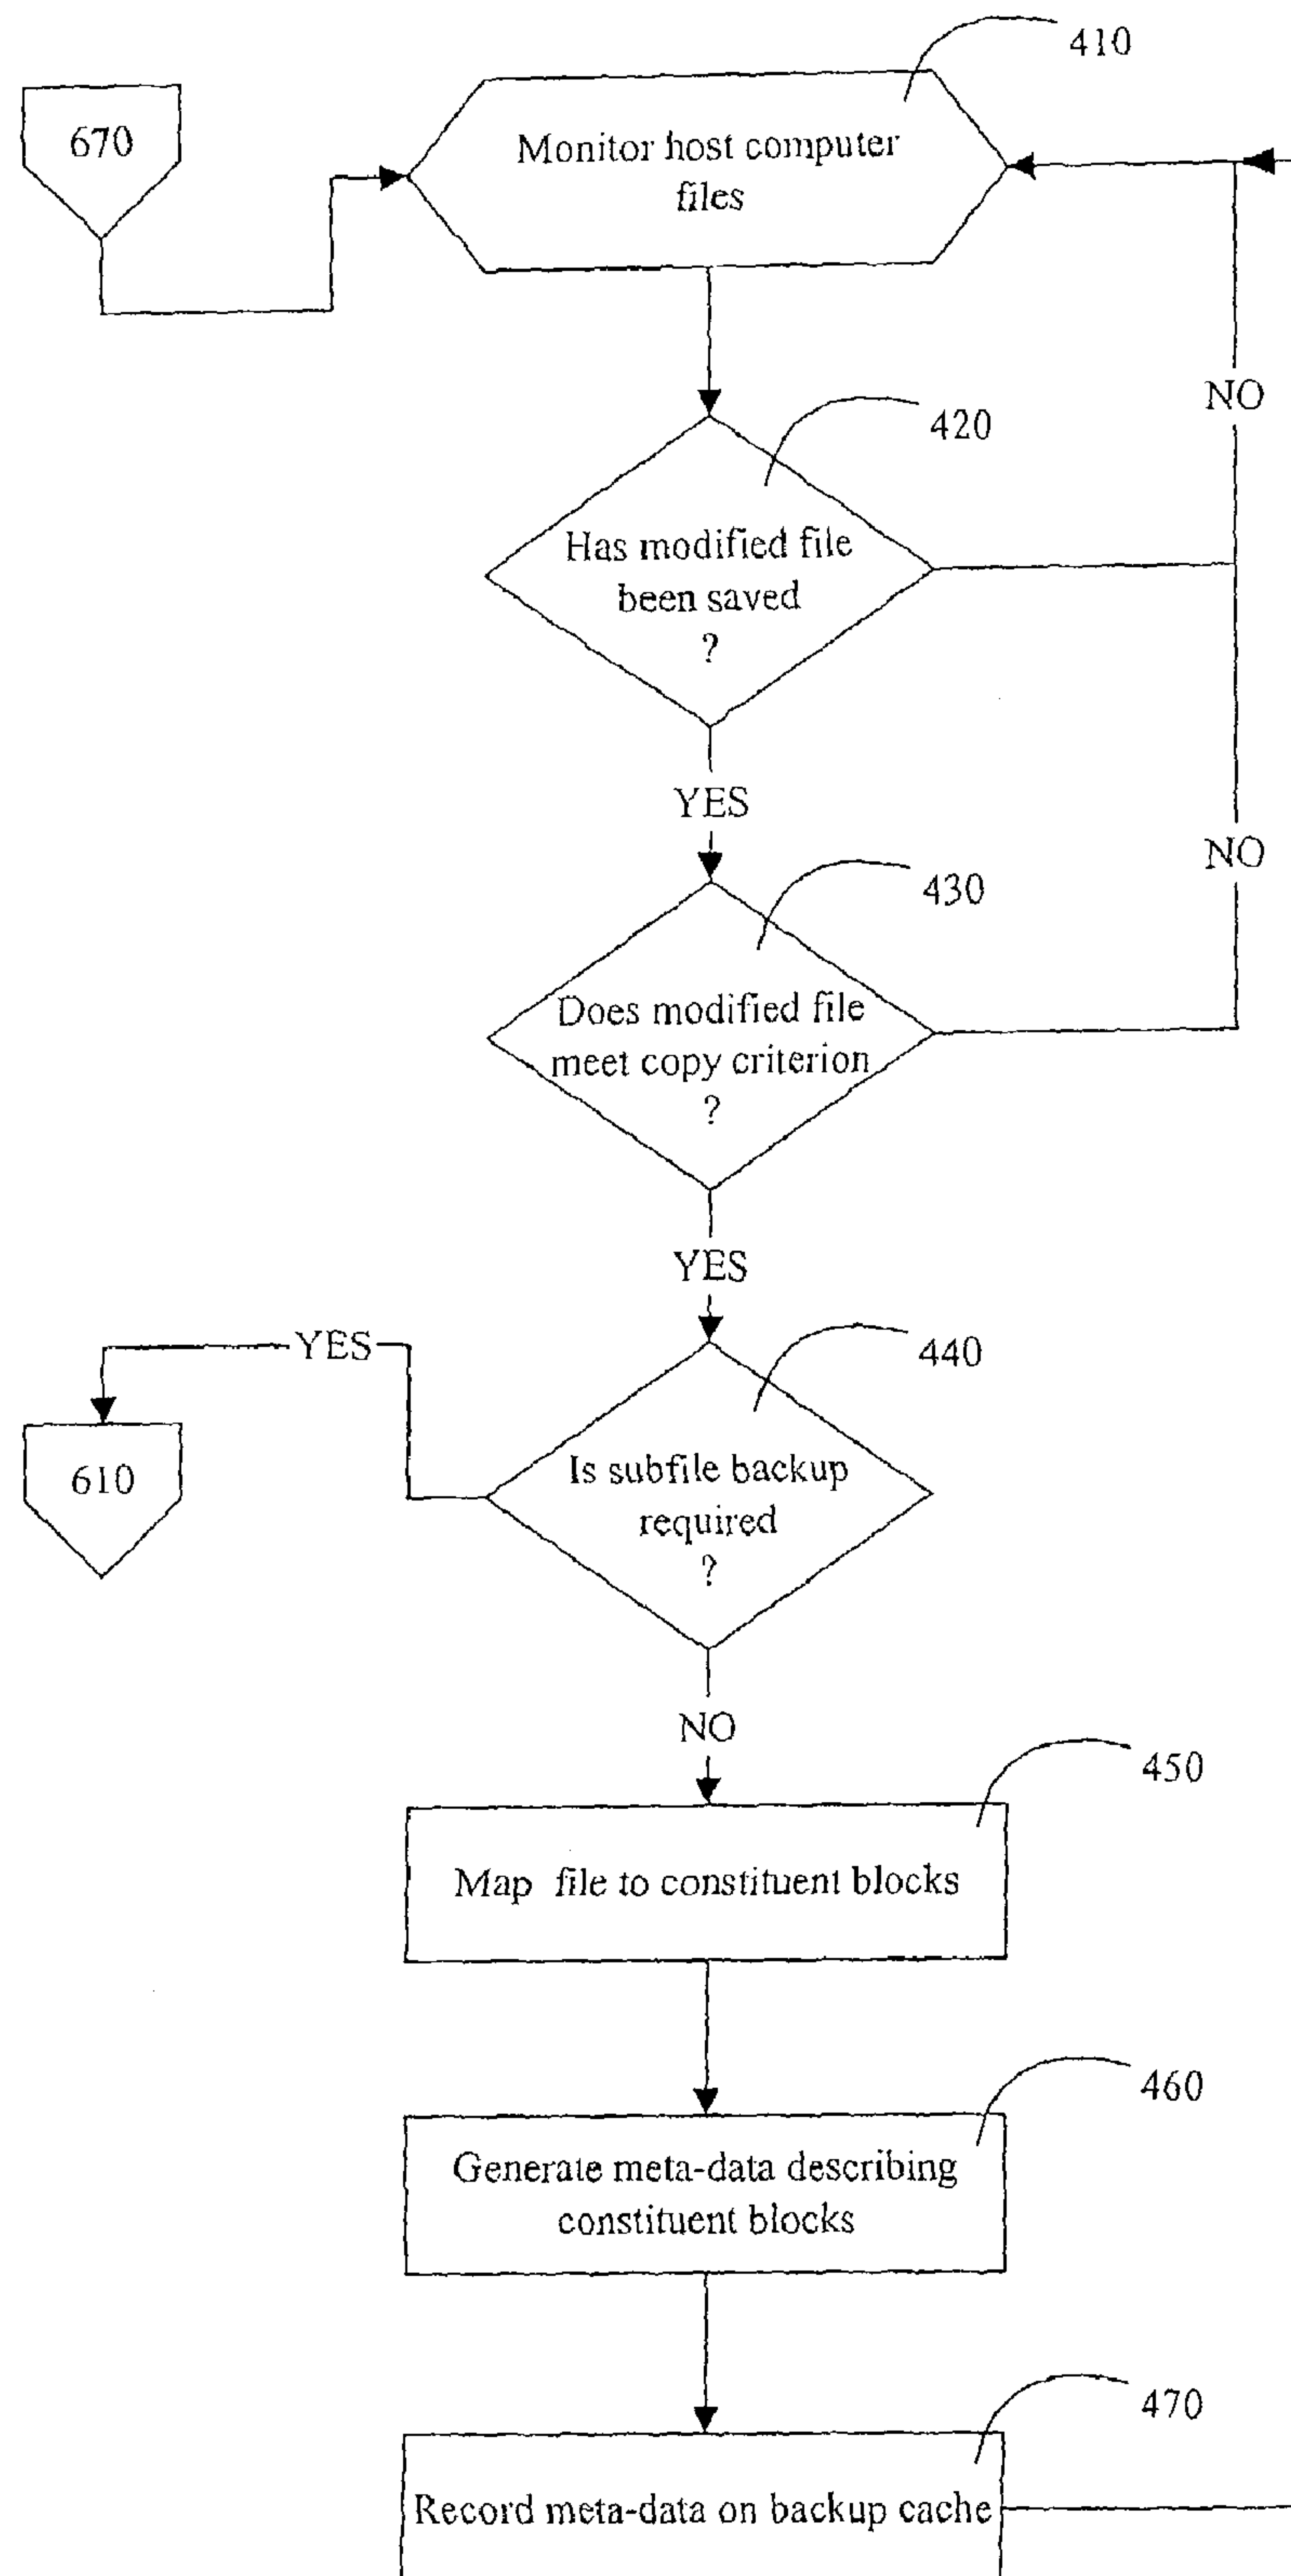 410
670
Monitor host computer
files
NO
420
Has modified file
been saved
?
YES
NO
430
Does modified file
meet copy criterion
?
YES
YES
440
610
Is subfile backup
required
?
NO
450
Map file to constituent blocks
460
Generate meta-data describing
constituent blocks
470
Record meta-data on backup cache